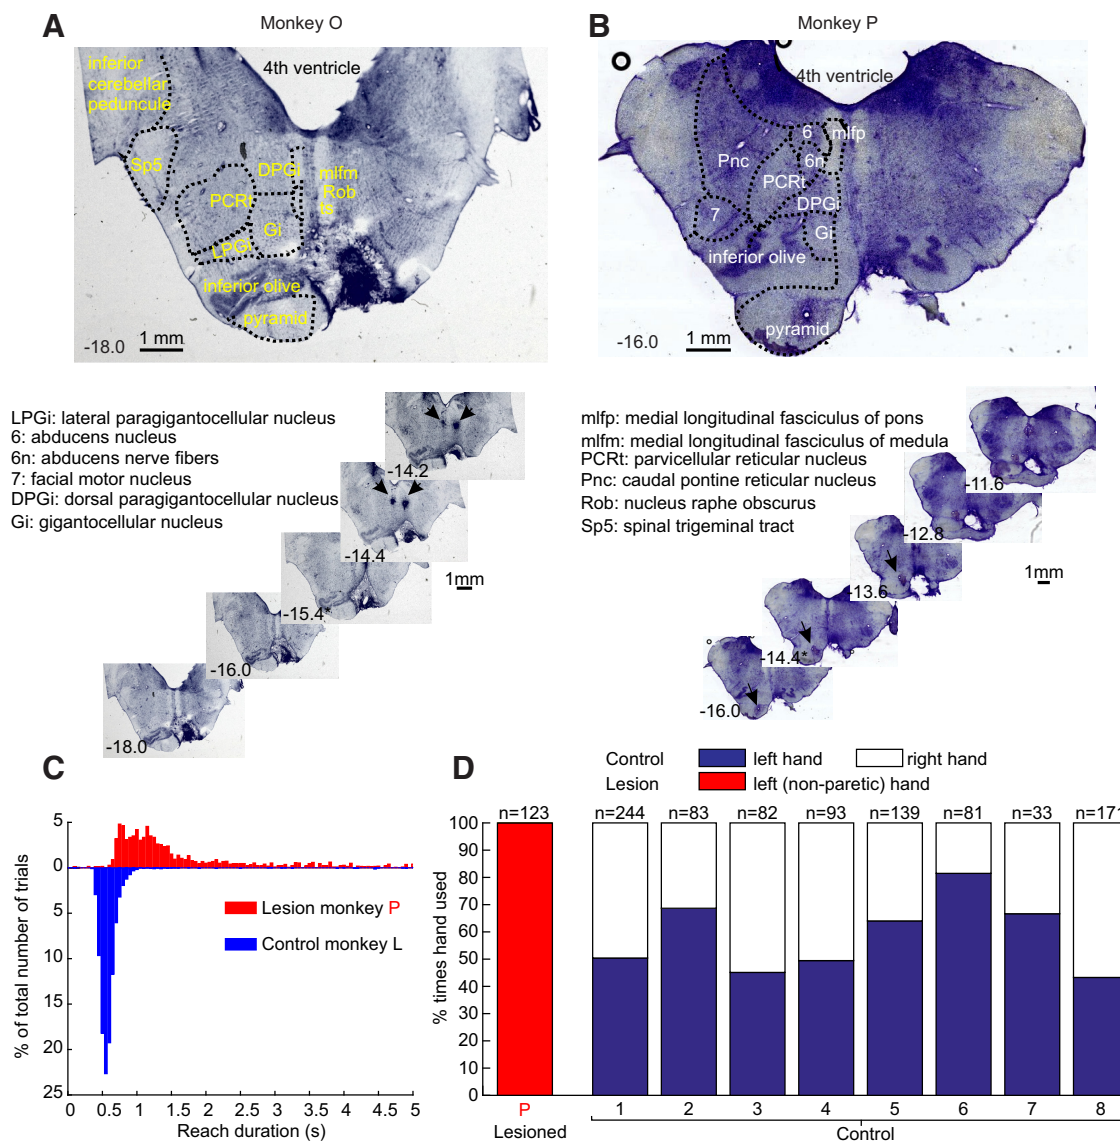 A
Monkey O
inferior
cerebellar
peduncule
4th ventricle
Sp5
DPGi
mlfm
PCRt
Rob
ts
Gi
LPGi
inferior olive
pyramid
-18.0
1 mm
B
Monkey P
4th ventricle
6
mlfp
Pnc
6n
PCRt
DPGi
7
Gi
inferior olive
pyramid
-16.0
1 mm
LPGi: lateral paragigantocellular nucleus
6: abducens nucleus
6n: abducens nerve fibers
7: facial motor nucleus
DPGi: dorsal paragigantocellular nucleus
Gi: gigantocellular nucleus
-14.2
-14.4
-15.4*
-16.0
-18.0
1mm
mlfp: medial longitudinal fasciculus of pons
mlfm: medial longitudinal fasciculus of medula
PCRt: parvicellular reticular nucleus
Pnc: caudal pontine reticular nucleus
Rob: nucleus raphe obscurus
Sp5: spinal trigeminal tract
-11.6
-12.8
-13.6
-14.4*
-16.0
1mm
C
5
0
5
10
15
20
25
% of total number of trials
Lesion monkey P
Control monkey L
0 0.5 1 1.5 2 2.5 3 3.5 4 4.5 5
Reach duration (s)
D
Control left hand right hand
Lesion left (non-paretic) hand
n=123 n=244 n=83 n=82 n=93 n=139 n=81 n=33 n=171
100
90
80
70
60
50
40
30
20
10
0
% times hand used
P 1 2 3 4 5 6 7 8
Lesioned Control